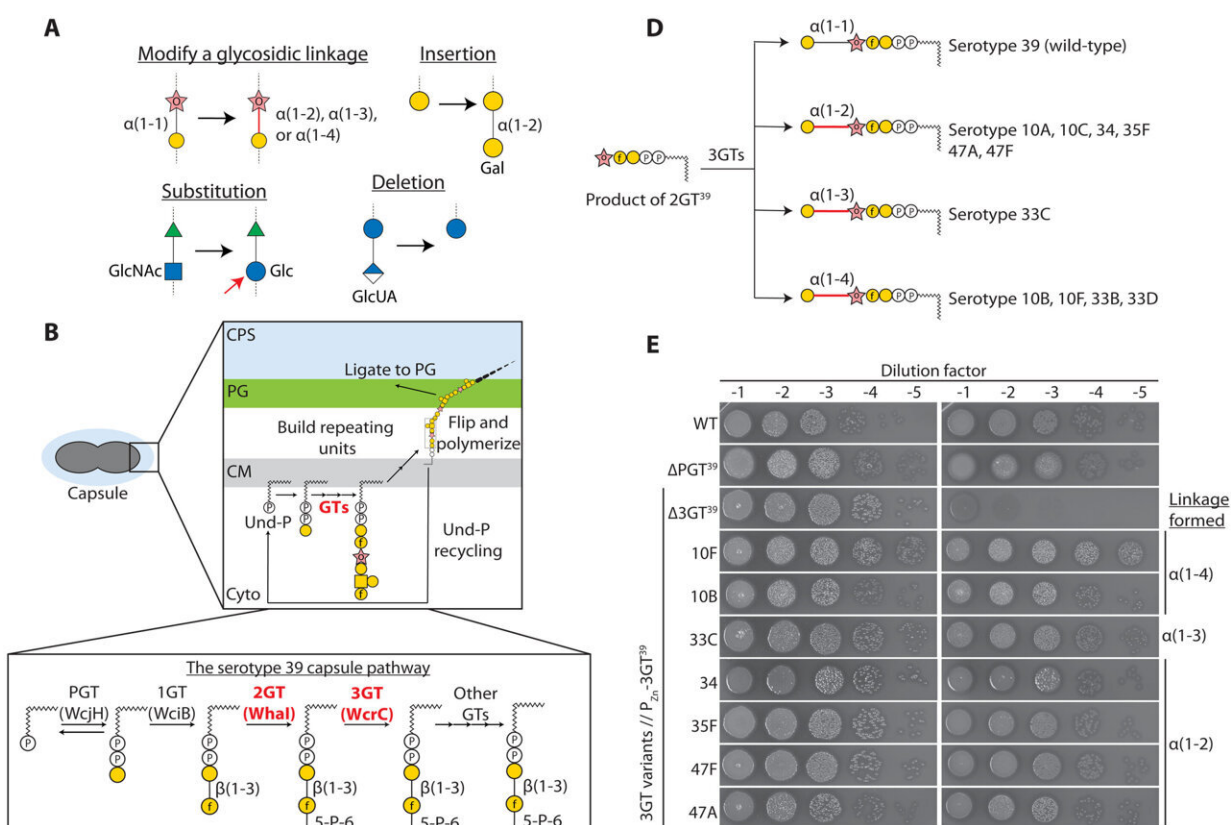 A
Modify a glycosidic linkage
O
O
α(1-1)
α(1-2), α(1-3),
or α(1-4)
Insertion
α(1-2)
Gal
Substitution
GlcNAc
Glc
Deletion
GlcUA
B
CPS
Ligate to PG
PG
Build repeating
units
Flip and
polymerize
CM
Capsule
P
Und-P
P
P
GTs
P
P
f
O
f
Und-P
recycling
Cyto
The serotype 39 capsule pathway
PGT
(WcjH)
1GT
(WciB)
2GT
(WhaI)
3GT
(WcrC)
Other
GTs
P
P
P
P
P
P
P
P
P
P
P
β(1-3)
β(1-3)
β(1-3)
β(1-3)
f
f
f
f
5-P-6
5-P-6
5-P-6
D
O f P P
Product of 2GT³⁹
3GTs
α(1-1)
O f P P
Serotype 39 (wild-type)
α(1-2)
O f P P
Serotype 10A, 10C, 34, 35F
47A, 47F
α(1-3)
O f P P
Serotype 33C
α(1-4)
O f P P
Serotype 10B, 10F, 33B, 33D
E
Dilution factor
-1 -2 -3 -4 -5 -1 -2 -3 -4 -5
WT
ΔPGT³⁹
Δ3GT³⁹
10F
10B
33C
34
35F
47F
47A
3GT variants // P_Zn-3GT³⁹
Linkage
formed
α(1-4)
α(1-3)
α(1-2)